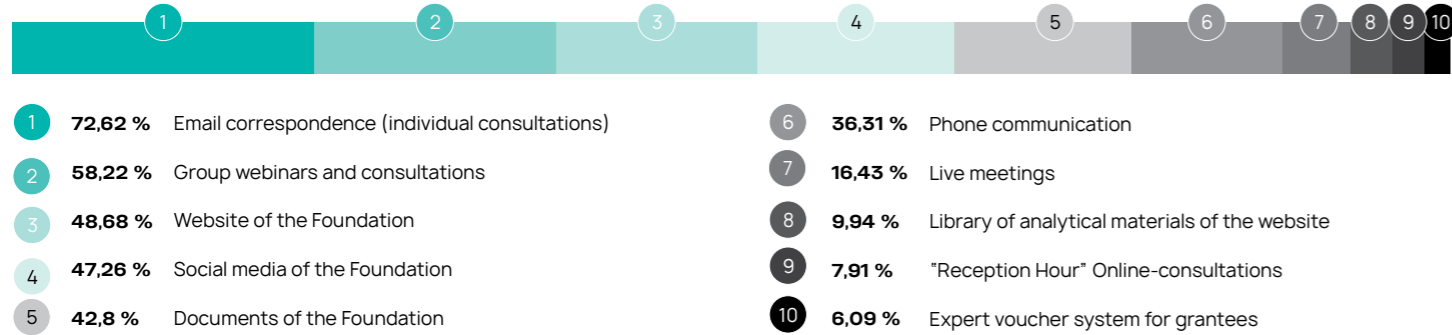 1 2 3 4 5 6 7 8 9 10
1 72,62 % Email correspondence (individual consultations)
2 58,22 % Group webinars and consultations
3 48,68 % Website of the Foundation
4 47,26 % Social media of the Foundation
5 42,8 % Documents of the Foundation
6 36,31 % Phone communication
7 16,43 % Live meetings
8 9,94 % Library of analytical materials of the website
9 7,91 % "Reception Hour" Online-consultations
10 6,09 % Expert voucher system for grantees